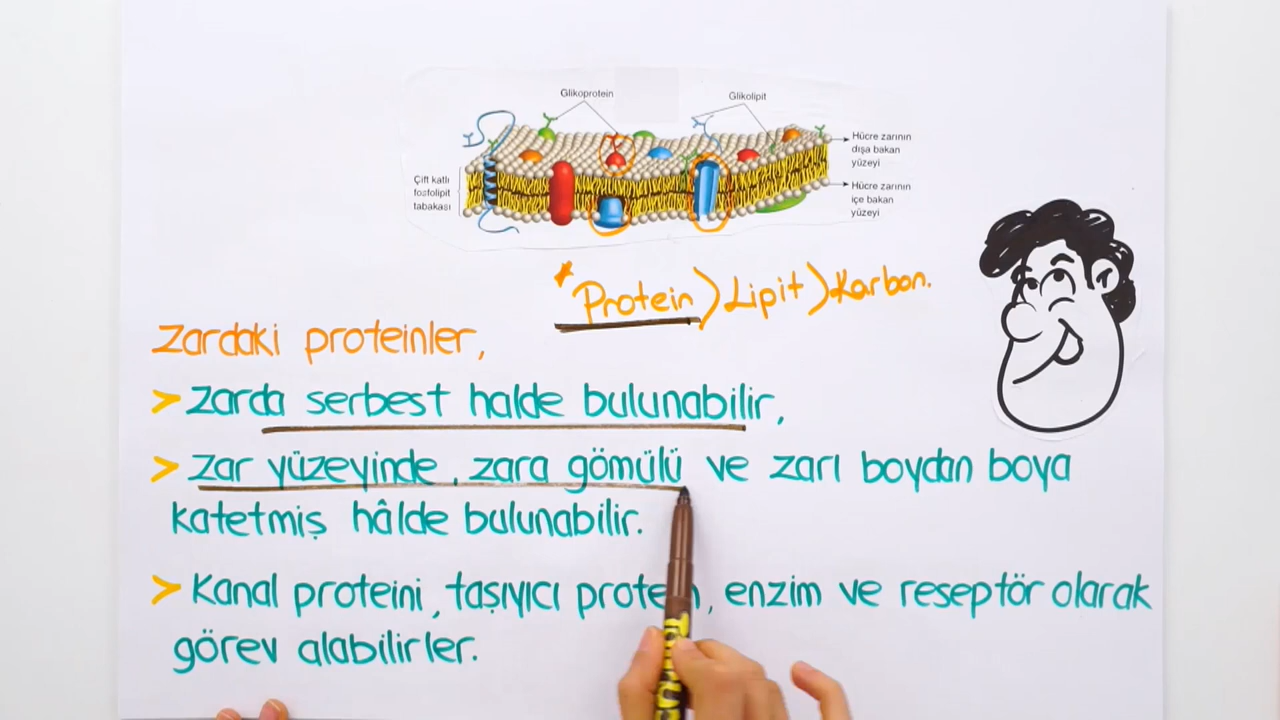 Glikoprotein
Glikolipit
Hücre zarının
dışa bakan
yüzeyi
Çift katlı
fosfolipit
tabakası
Hücre zarının
içe bakan
yüzeyi
*Protein) Lipit) Karbon.
Zardaki proteinler,
> Zarda serbest halde bulunabilir,
> Zar yüzeyinde, zara gömülü ve zarı boydan boya
katetmiş hâlde bulunabilir.
> Kanal proteini, taşıyıcı protein, enzim ve reseptör olarak
görev alabilirler.